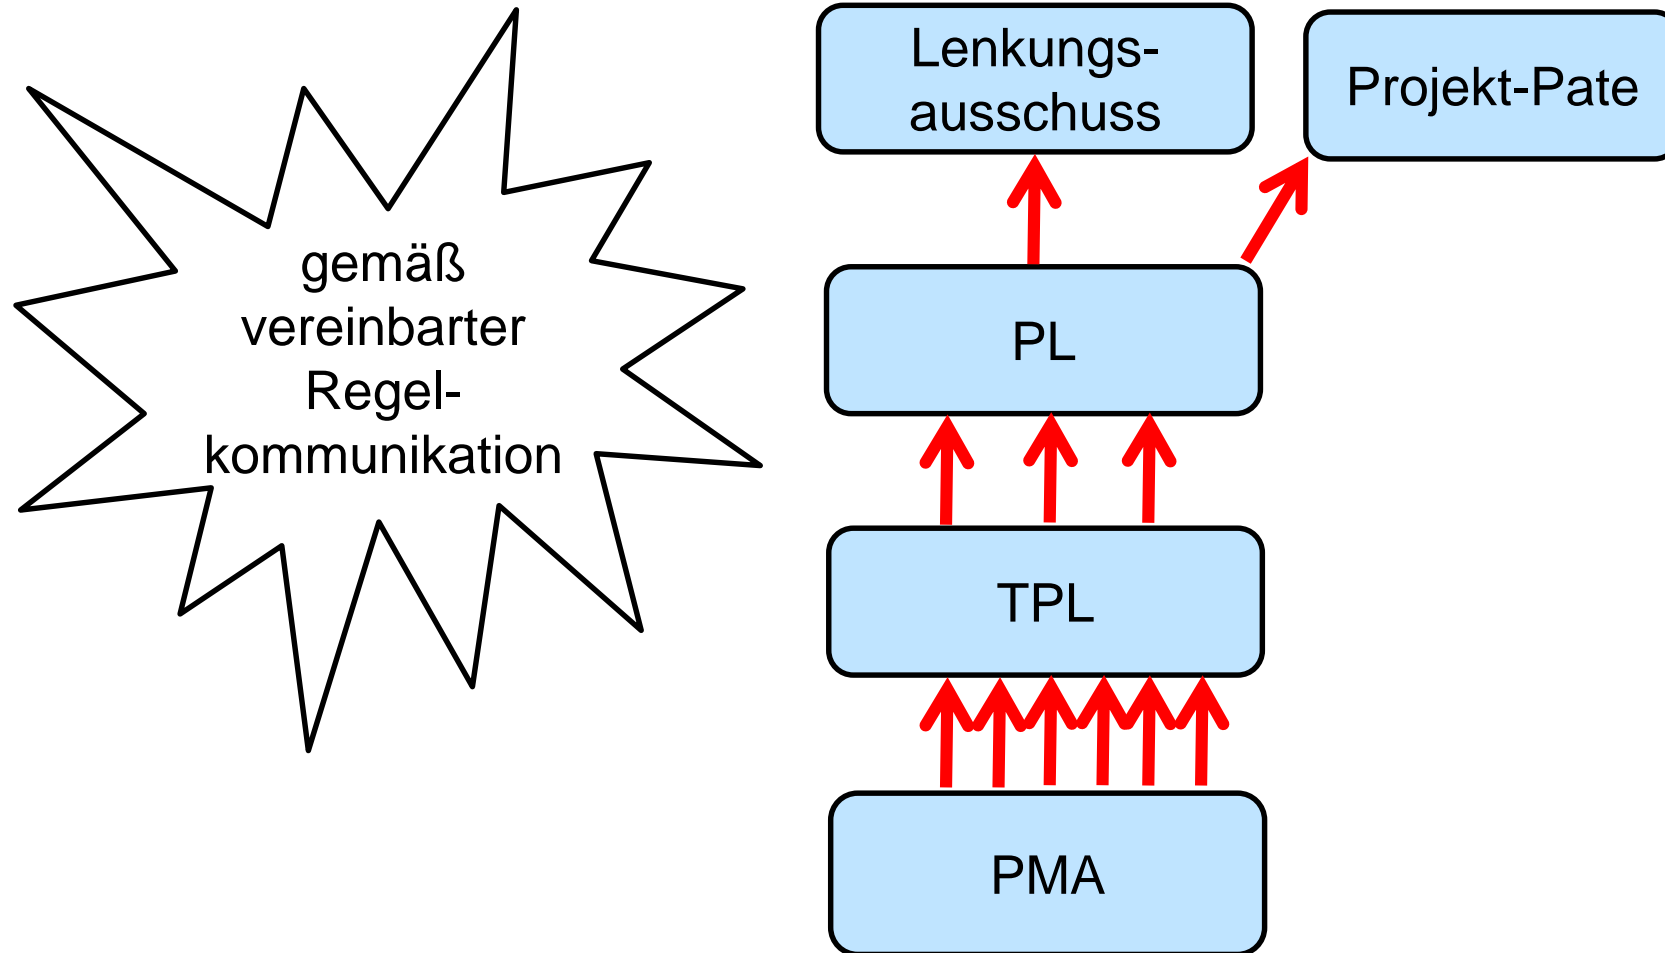 gemäß
vereinbarter
Regel-
kommunikation
Lenkungs-
ausschuss
Projekt-Pate
PL
TPL
PMA